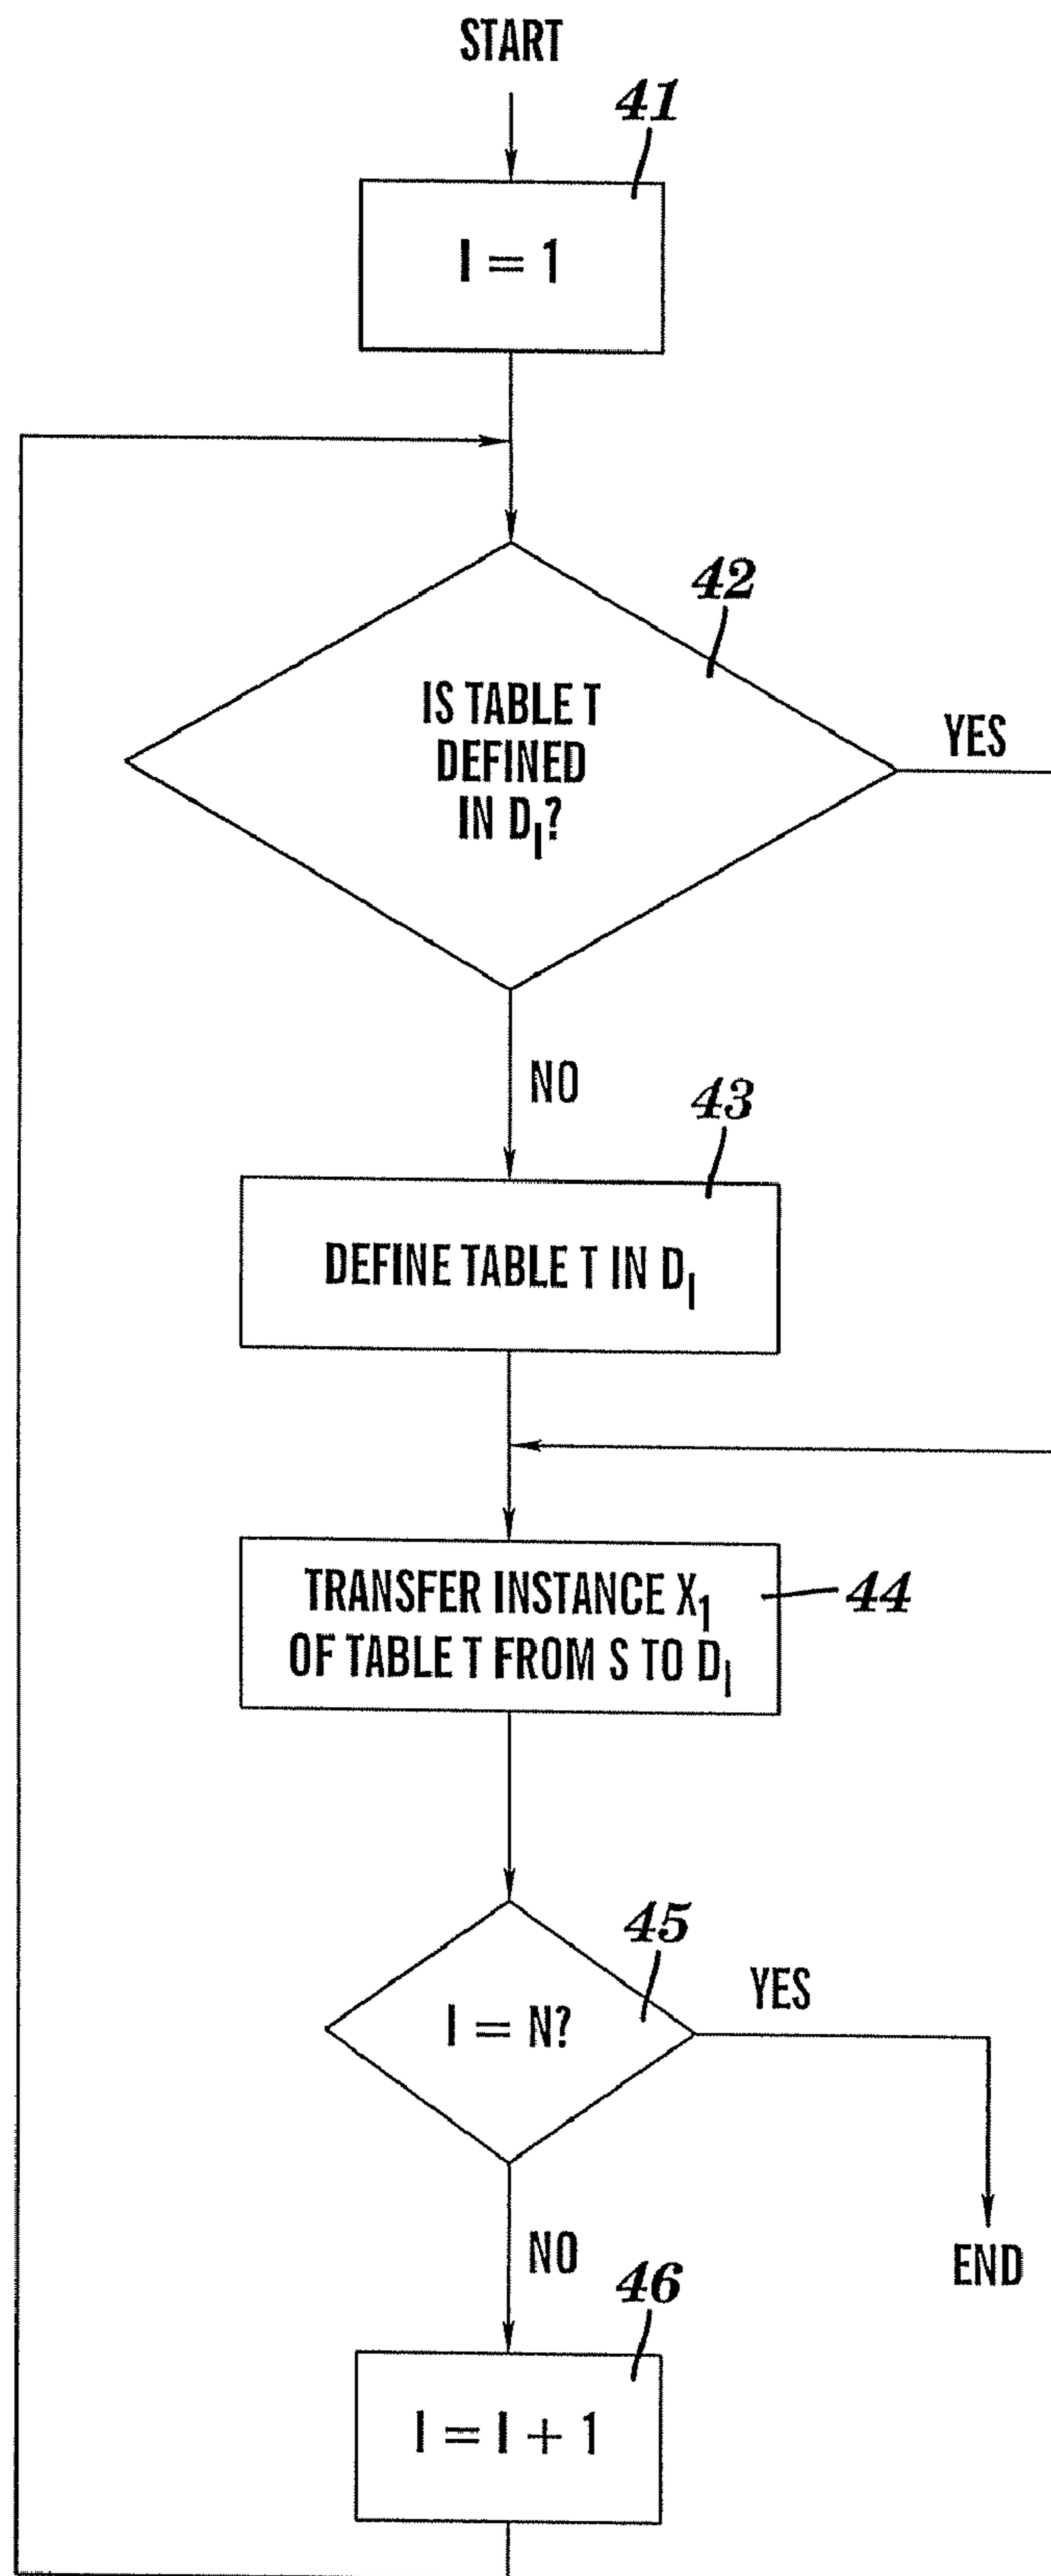 START
41
I = 1
42
IS TABLE T
DEFINED
IN D_I?
YES
NO
43
DEFINE TABLE T IN D_I
TRANSFER INSTANCE X_1
OF TABLE T FROM S TO D_I
44
45
I = N?
YES
NO
END
46
I = I + 1